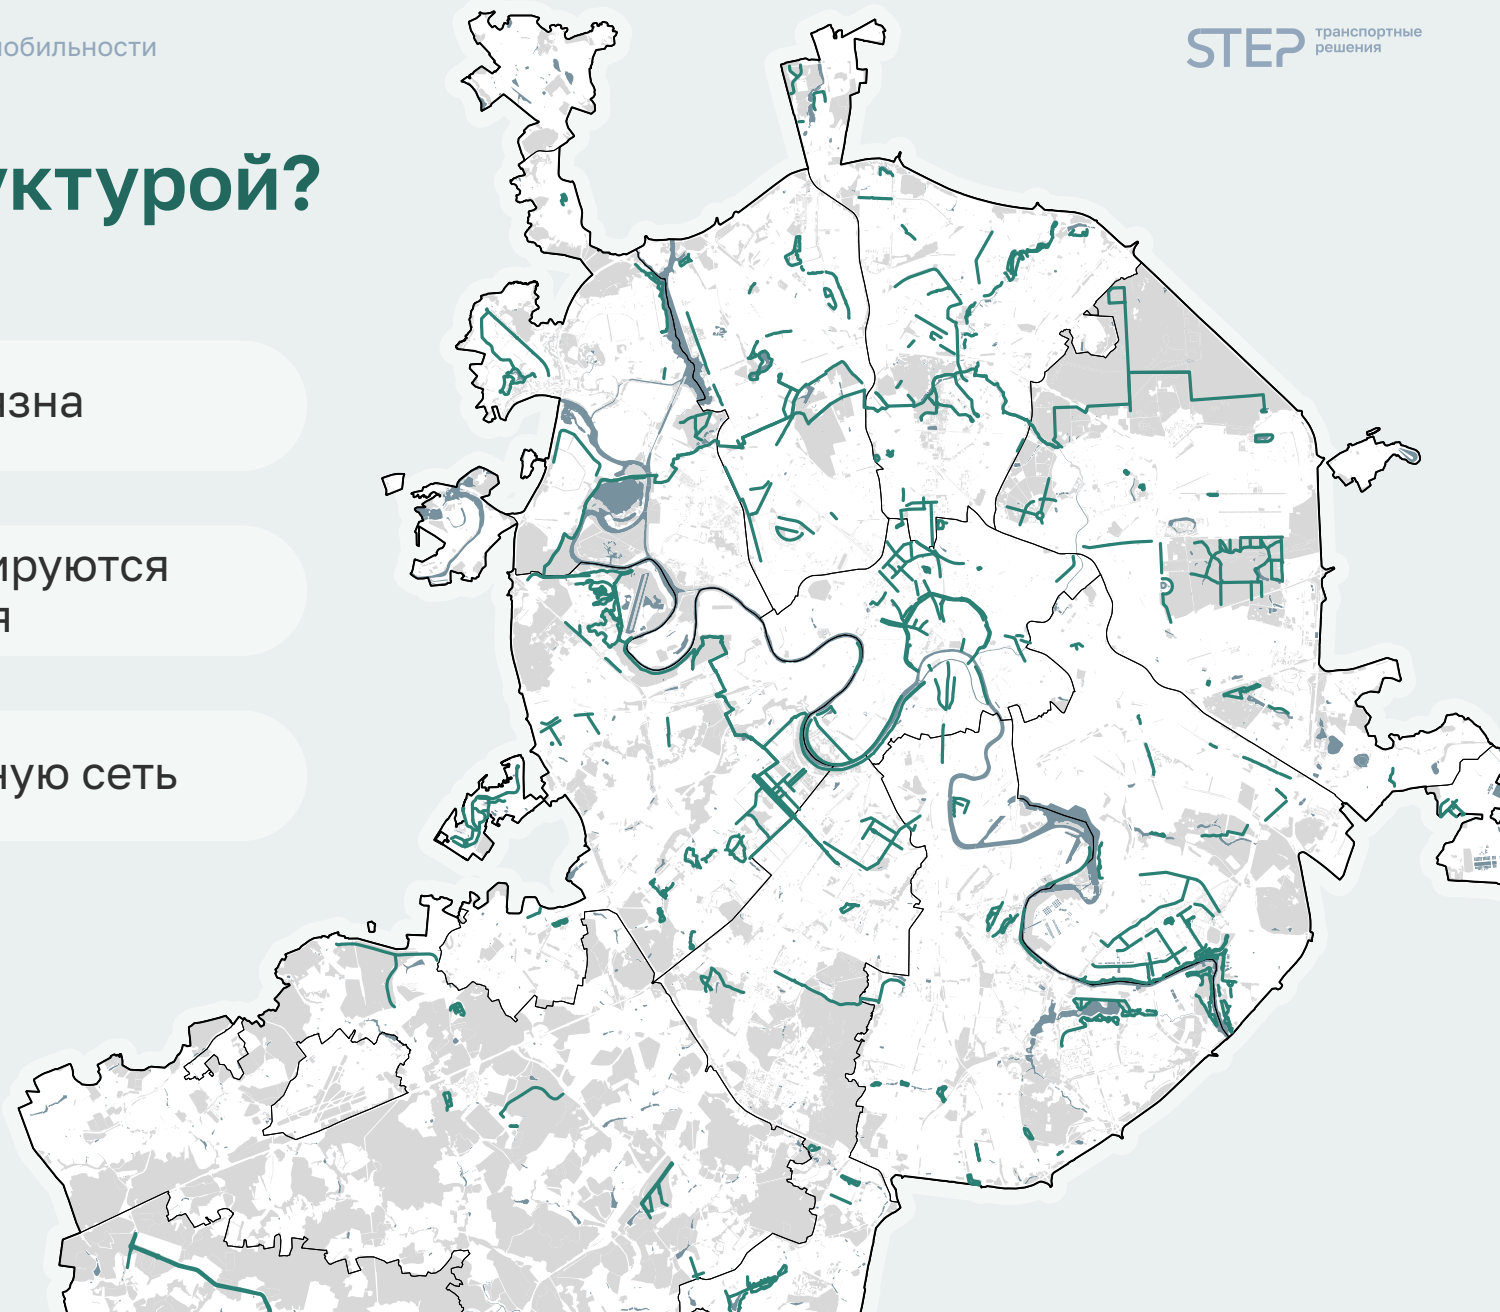 мобильности
STEP транспортные
решения
уктурой?
изна
ируются
я
ную сеть